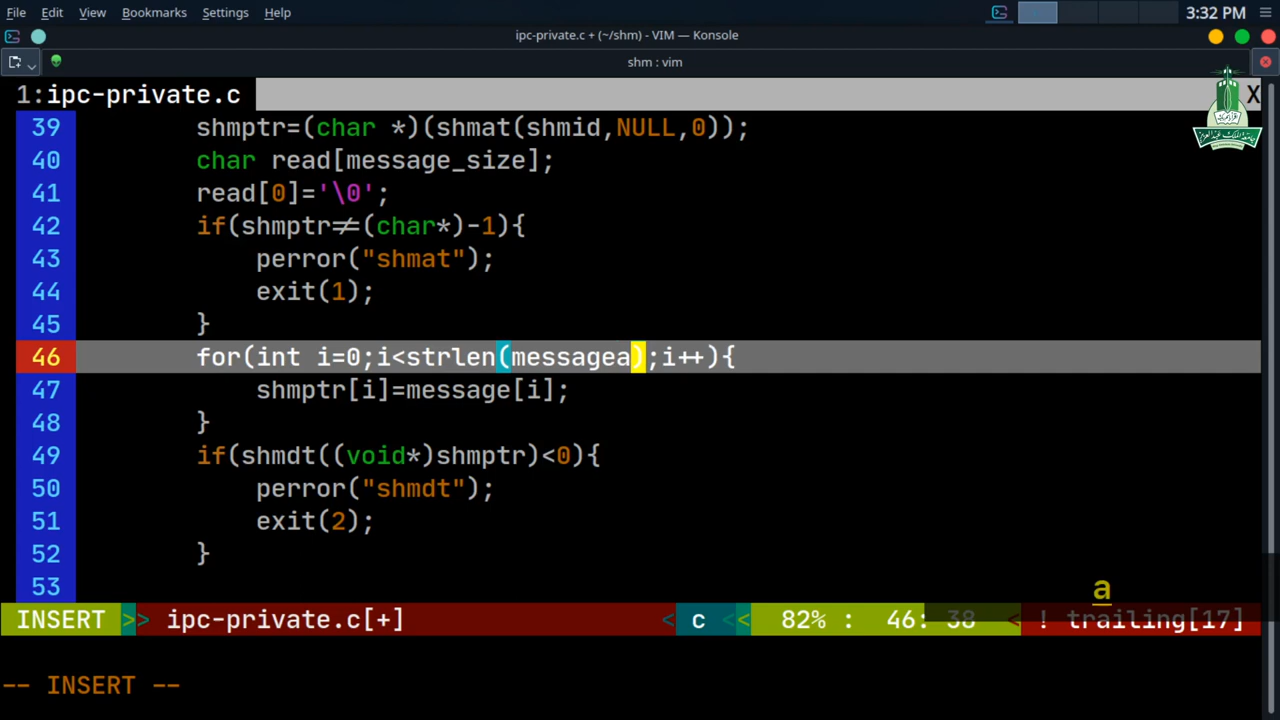 File Edit View Bookmarks Settings Help 3:32 PM
ipc-private.c + (~/shm) - VIM — Konsole
shm : vim
1:ipc-private.c X
39 shmptr=(char *)(shmat(shmid,NULL,0));
40 char read[message_size];
41 read[0]='\0';
42 if(shmptr≠(char*)-1){
43 perror("shmat");
44 exit(1);
45 }
46 for(int i=0;i<strlen(messagea);i++){
47 shmptr[i]=message[i];
48 }
49 if(shmdt((void*)shmptr)<0){
50 perror("shmdt");
51 exit(2);
52 }
53
a
INSERT >> ipc-private.c[+] < c << 82% : 46: 38 < ! trailing[17]
-- INSERT --